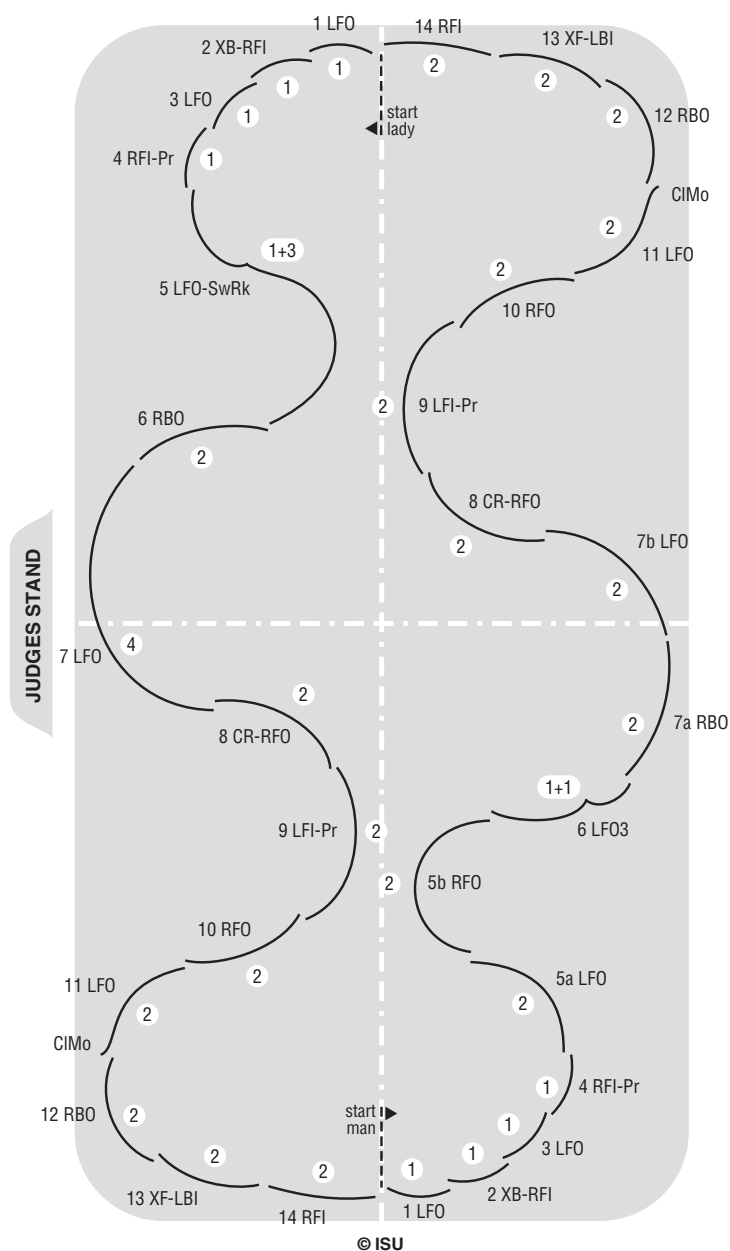 1 LFO
14 RFI
2 XB-RFI
13 XF-LBI
1
2
1
2
3 LFO
1
2
12 RBO
start
lady
4 RFI-Pr
1
ClMo
2
1+3
11 LFO
2
5 LFO-SwRk
10 RFO
2
9 LFI-Pr
6 RBO
2
8 CR-RFO
7b LFO
2
2
JUDGES STAND
4
7 LFO
2
2
7a RBO
8 CR-RFO
1+1
9 LFI-Pr
2
6 LFO3
2
5b RFO
10 RFO
2
11 LFO
5a LFO
2
2
ClMo
1
4 RFI-Pr
12 RBO
2
start
man
1
3 LFO
2
1
2
1
13 XF-LBI
2 XB-RFI
14 RFI
1 LFO
© ISU